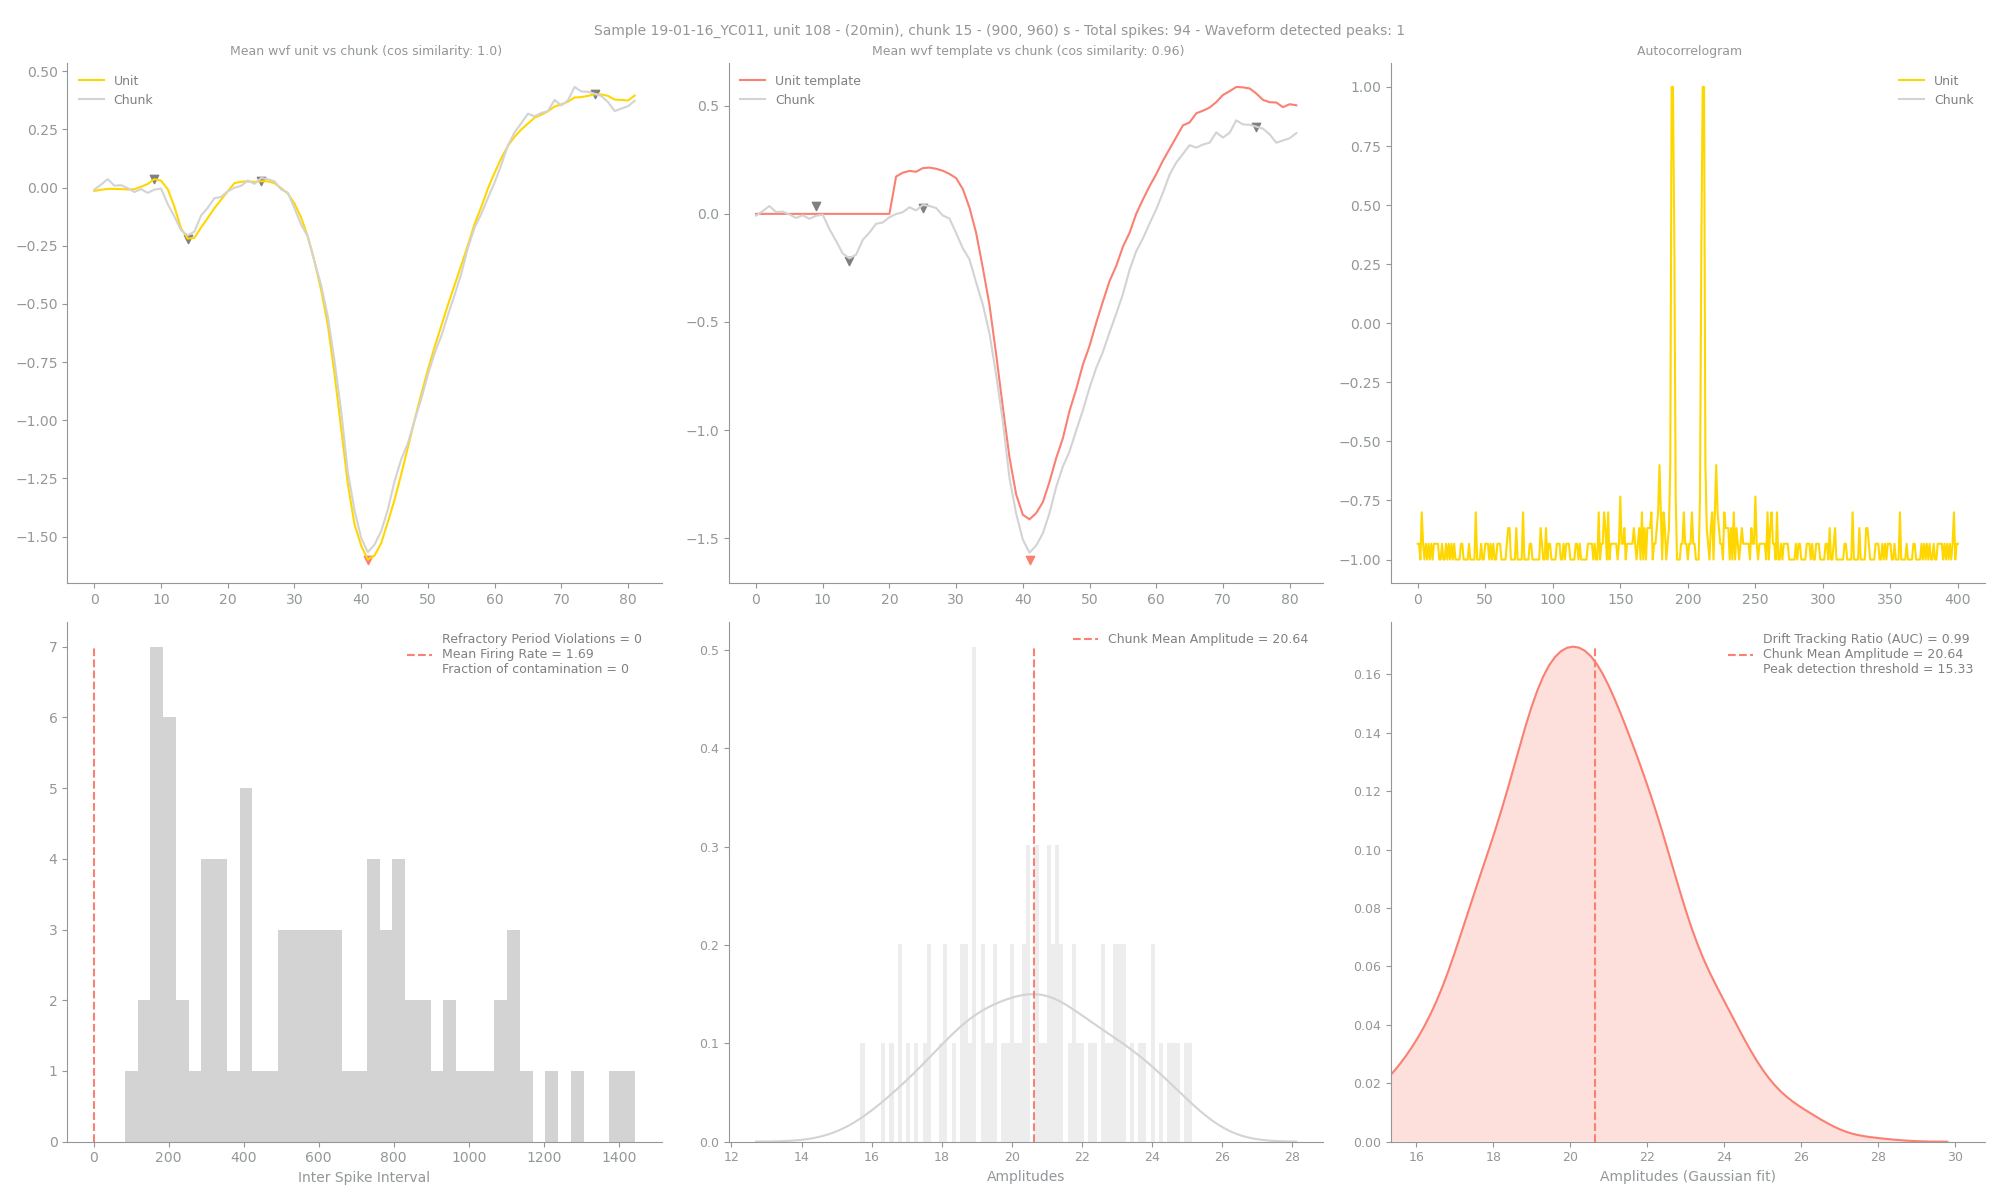 Sample 19-01-16_YC011, unit 108 - (20min), chunk 15 - (900, 960) s - Total spikes: 94 - Waveform detected peaks: 1
Mean wvf unit vs chunk (cos similarity: 1.0)
Unit
Chunk
0.50
0.25
0.00
−0.25
−0.50
−0.75
−1.00
−1.25
−1.50
0 10 20 30 40 50 60 70 80
Mean wvf template vs chunk (cos similarity: 0.96)
Unit template
Chunk
0.5
0.0
−0.5
−1.0
−1.5
0 10 20 30 40 50 60 70 80
Autocorrelogram
Unit
Chunk
1.00
0.75
0.50
0.25
0.00
−0.25
−0.50
−0.75
−1.00
0 50 100 150 200 250 300 350 400
Refractory Period Violations = 0
Mean Firing Rate = 1.69
Fraction of contamination = 0
7
6
5
4
3
2
1
0
0 200 400 600 800 1000 1200 1400
Inter Spike Interval
Chunk Mean Amplitude = 20.64
0.5
0.4
0.3
0.2
0.1
0.0
12 14 16 18 20 22 24 26 28
Amplitudes
Drift Tracking Ratio (AUC) = 0.99
Chunk Mean Amplitude = 20.64
Peak detection threshold = 15.33
0.16
0.14
0.12
0.10
0.08
0.06
0.04
0.02
0.00
16 18 20 22 24 26 28 30
Amplitudes (Gaussian fit)